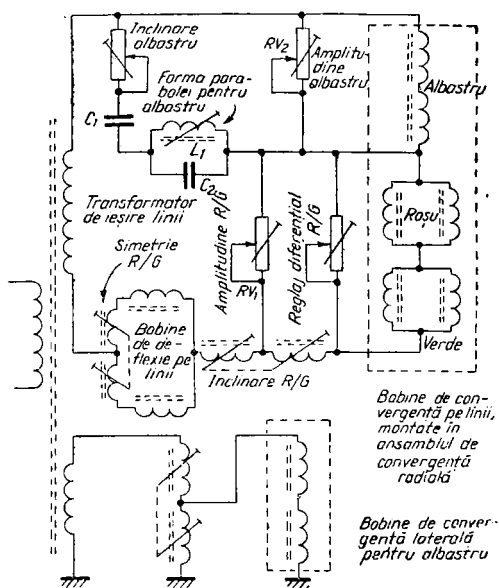 Inclinare
albastru
RV2
Amplitu-
dine
albastru
Forma para-
bolei pentru
albastru
Albastru
C1
L1
C2
Transformator
de ieșire linii
Roșu
Simetrie
R/G
Amplitudine R/G
RV1
Reglaj diferențial
R/G
Bobine
de de-
flexie pe
linii
Verde
Inclinare R/G
Bobine de con-
vergență pe linii,
montate în
ansamblul de
convergență
radială
Bobine de conver-
gență laterală
pentru albastru